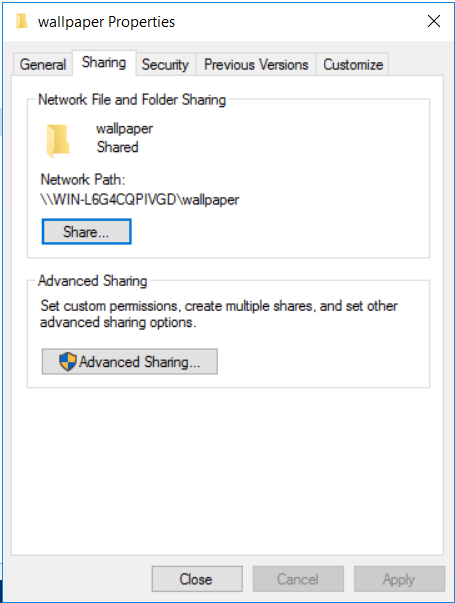 wallpaper Properties
General Sharing Security Previous Versions Customize
Network File and Folder Sharing
wallpaper
Shared
Network Path:
\\WIN-L6G4CQPIVGD\wallpaper
Share...
Advanced Sharing
Set custom permissions, create multiple shares, and set other
advanced sharing options.
Advanced Sharing...
Close Cancel Apply